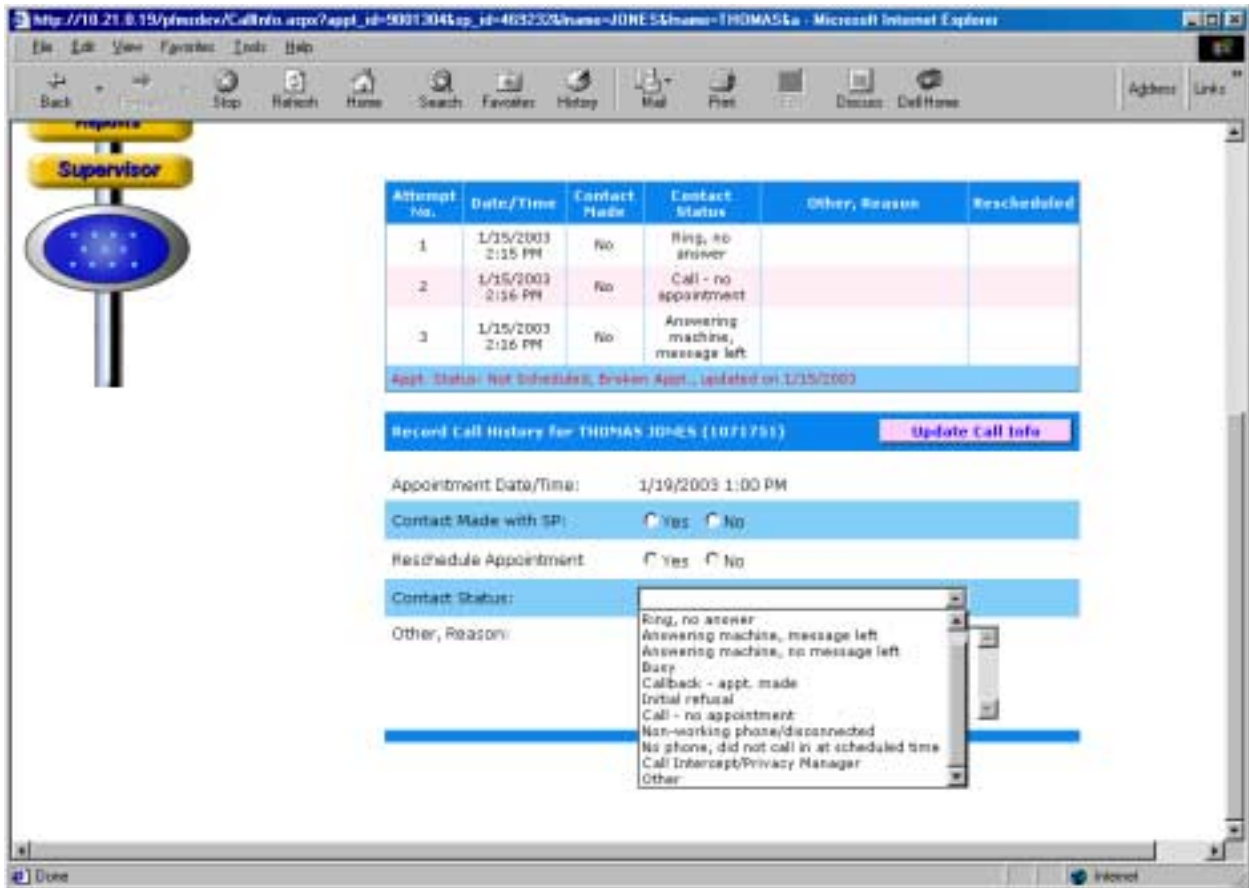 http://10.21.0.19/pfmsdev/CallInfo.aspx?appt_id=9001304&sp_id=469232&lname=JONES&fname=THOMAS&a - Microsoft Internet Explorer
File Edit View Favorites Tools Help
Back Stop Refresh Home Search Favorites History Mail Print Discuss Dell Home Address Links
Reports
Supervisor
Attempt No. Date/Time Contact Made Contact Status Other, Reason Rescheduled
1 1/15/2003 2:15 PM No Ring, no answer
2 1/15/2003 2:16 PM No Call - no appointment
3 1/15/2003 2:16 PM No Answering machine, message left
Appt. Status: Not Scheduled, Broken Appt., updated on 1/15/2003
Record Call History for THOMAS JONES (1071751) Update Call Info
Appointment Date/Time: 1/19/2003 1:00 PM
Contact Made with SP: Yes No
Reschedule Appointment Yes No
Contact Status:
Other, Reason:
Ring, no answer
Answering machine, message left
Answering machine, no message left
Busy
Callback - appt. made
Initial refusal
Call - no appointment
Non-working phone/disconnected
No phone, did not call in at scheduled time
Call Intercept/Privacy Manager
Other
Done Internet